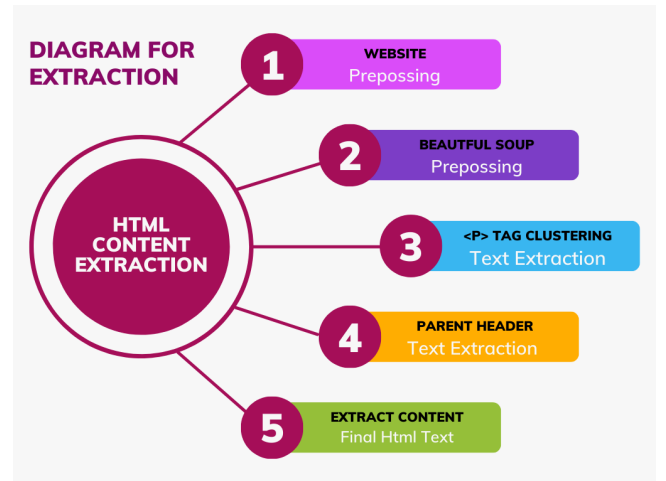 DIAGRAM FOR
EXTRACTION
HTML
CONTENT
EXTRACTION
1
WEBSITE
Prepossing
2
BEAUTFUL SOUP
Prepossing
3
<P> TAG CLUSTERING
Text Extraction
4
PARENT HEADER
Text Extraction
5
EXTRACT CONTENT
Final Html Text